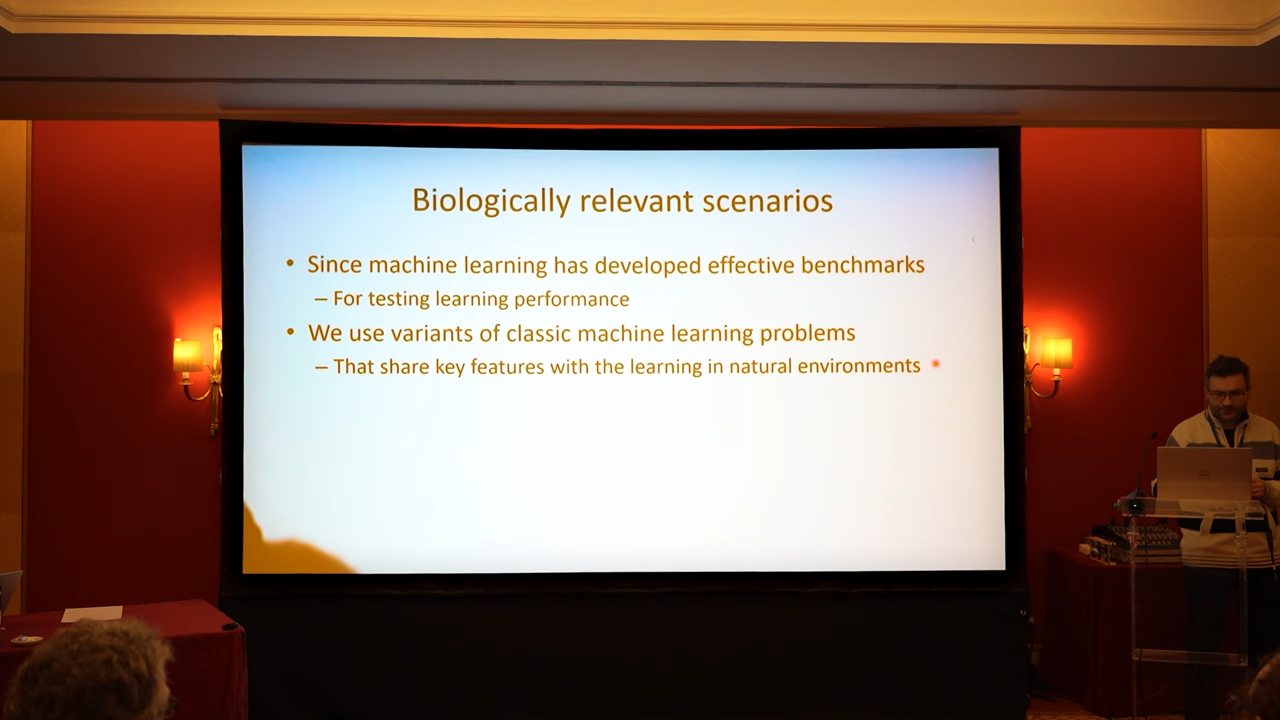 Biologically relevant scenarios
• Since machine learning has developed effective benchmarks
– For testing learning performance
• We use variants of classic machine learning problems
– That share key features with the learning in natural environments